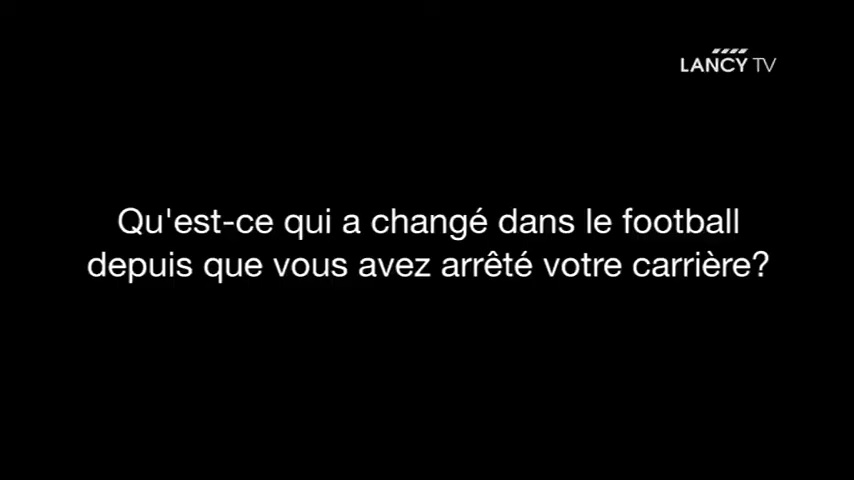 LANCY TV
Qu'est-ce qui a changé dans le football
depuis que vous avez arrêté votre carrière?